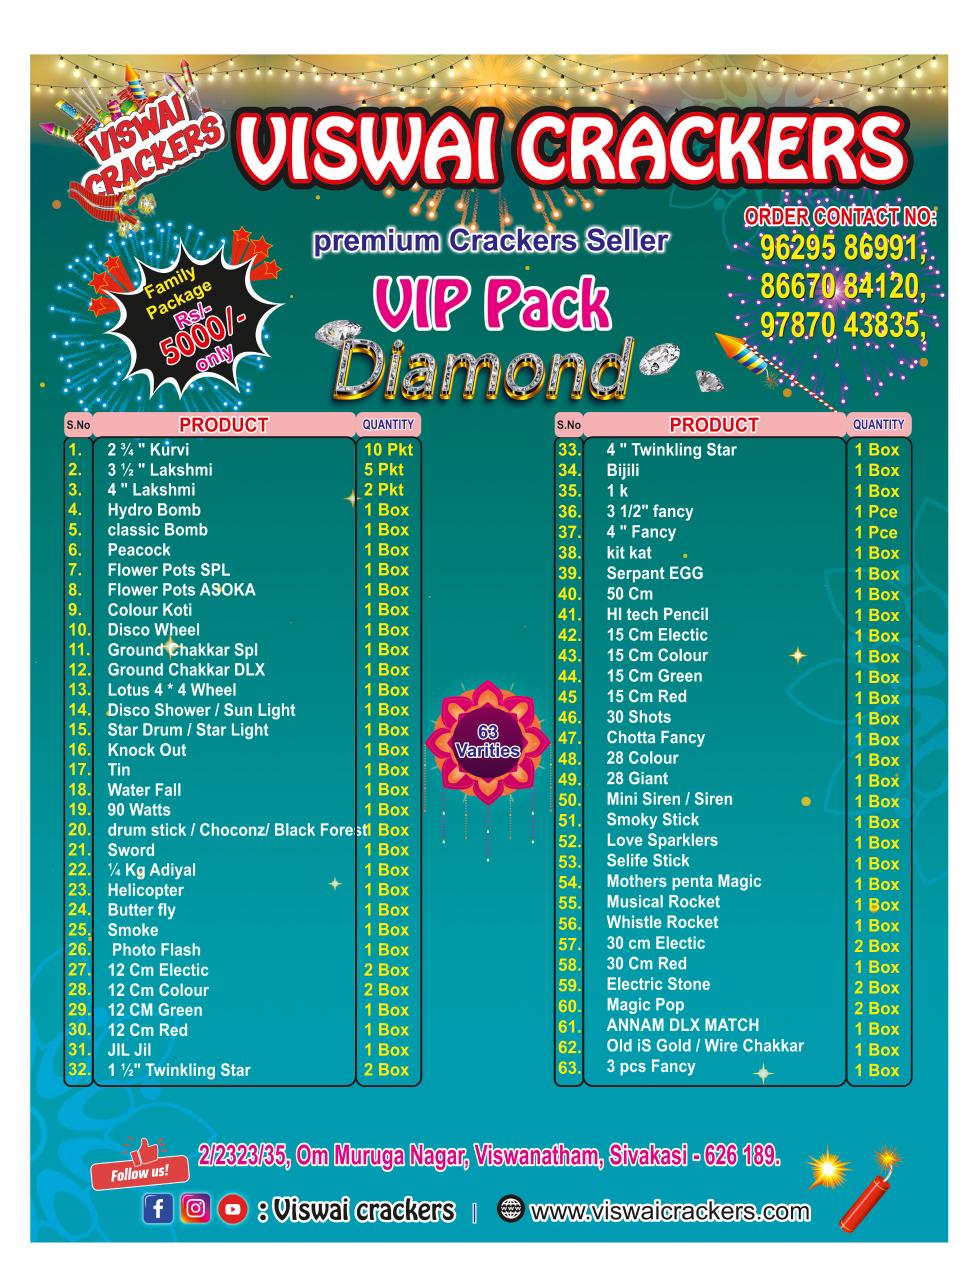 VISWAI
CRACKERS
VISWAI CRACKERS
ORDER CONTACT NO:
96295 86991,
86670 84120,
97870 43835,
premium Crackers Seller
VIP Pack
Diamond
Family
Package
Rs/-
5000/-
only
S.No PRODUCT QUANTITY
1. 2 ¾ " Kurvi 10 Pkt
2. 3 ½ " Lakshmi 5 Pkt
3. 4 " Lakshmi 2 Pkt
4. Hydro Bomb 1 Box
5. classic Bomb 1 Box
6. Peacock 1 Box
7. Flower Pots SPL 1 Box
8. Flower Pots ASOKA 1 Box
9. Colour Koti 1 Box
10. Disco Wheel 1 Box
11. Ground Chakkar Spl 1 Box
12. Ground Chakkar DLX 1 Box
13. Lotus 4 * 4 Wheel 1 Box
14. Disco Shower / Sun Light 1 Box
15. Star Drum / Star Light 1 Box
16. Knock Out 1 Box
17. Tin 1 Box
18. Water Fall 1 Box
19. 90 Watts 1 Box
20. drum stick / Choconz/ Black Forest 1 Box
21. Sword 1 Box
22. ¼ Kg Adiyal 1 Box
23. Helicopter 1 Box
24. Butter fly 1 Box
25. Smoke 1 Box
26. Photo Flash 1 Box
27. 12 Cm Electic 2 Box
28. 12 Cm Colour 2 Box
29. 12 CM Green 1 Box
30. 12 Cm Red 1 Box
31. JIL Jil 1 Box
32. 1 ½" Twinkling Star 2 Box
63
Varities
S.No PRODUCT QUANTITY
33. 4 " Twinkling Star 1 Box
34. Bijili 1 Box
35. 1 k 1 Box
36. 3 1/2" fancy 1 Pce
37. 4 " Fancy 1 Pce
38. kit kat 1 Box
39. Serpant EGG 1 Box
40. 50 Cm 1 Box
41. HI tech Pencil 1 Box
42. 15 Cm Electic 1 Box
43. 15 Cm Colour 1 Box
44. 15 Cm Green 1 Box
45 15 Cm Red 1 Box
46. 30 Shots 1 Box
47. Chotta Fancy 1 Box
48. 28 Colour 1 Box
49. 28 Giant 1 Box
50. Mini Siren / Siren 1 Box
51. Smoky Stick 1 Box
52. Love Sparklers 1 Box
53. Selife Stick 1 Box
54. Mothers penta Magic 1 Box
55. Musical Rocket 1 Box
56. Whistle Rocket 1 Box
57. 30 cm Electic 2 Box
58. 30 Cm Red 1 Box
59. Electric Stone 2 Box
60. Magic Pop 2 Box
61. ANNAM DLX MATCH 1 Box
62. Old iS Gold / Wire Chakkar 1 Box
63. 3 pcs Fancy 1 Box
Follow us!
2/2323/35, Om Muruga Nagar, Viswanatham, Sivakasi - 626 189.
: Viswai crackers | www.viswaicrackers.com